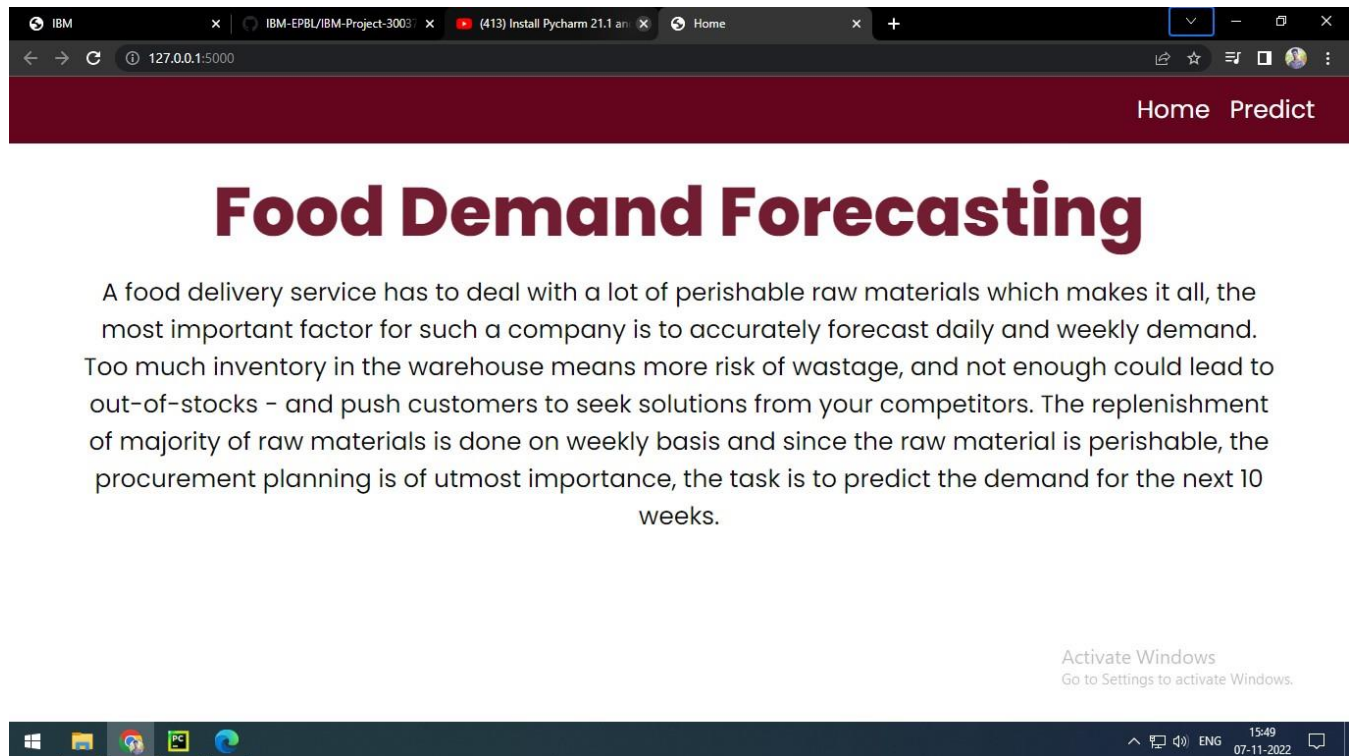 IBM
IBM-EPBL/IBM-Project-3003
(413) Install Pycharm 21.1 an
Home
127.0.0.1:5000
Home Predict
Food Demand Forecasting
A food delivery service has to deal with a lot of perishable raw materials which makes it all, the
most important factor for such a company is to accurately forecast daily and weekly demand.
Too much inventory in the warehouse means more risk of wastage, and not enough could lead to
out-of-stocks - and push customers to seek solutions from your competitors. The replenishment
of majority of raw materials is done on weekly basis and since the raw material is perishable, the
procurement planning is of utmost importance, the task is to predict the demand for the next 10
weeks.
Activate Windows
Go to Settings to activate Windows.
PC
ENG
15:49
07-11-2022